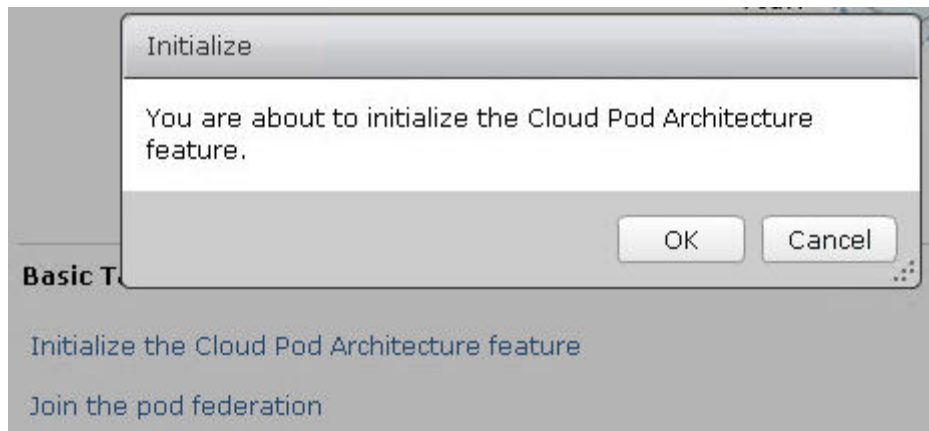 Initialize
You are about to initialize the Cloud Pod Architecture
feature.
OK
Cancel
Basic
Initialize the Cloud Pod Architecture feature
Join the pod federation